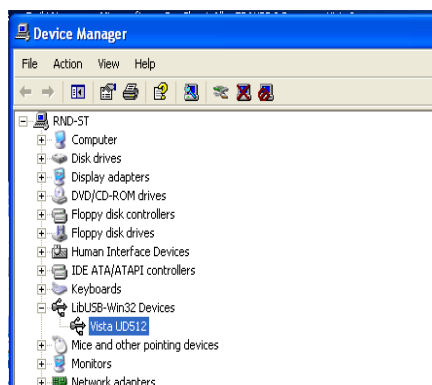 Device Manager
File Action View Help
RND-ST
Computer
Disk drives
Display adapters
DVD/CD-ROM drives
Floppy disk controllers
Floppy disk drives
Human Interface Devices
IDE ATA/ATAPI controllers
Keyboards
LibUSB-Win32 Devices
Vista UD512
Mice and other pointing devices
Monitors
Network adapters